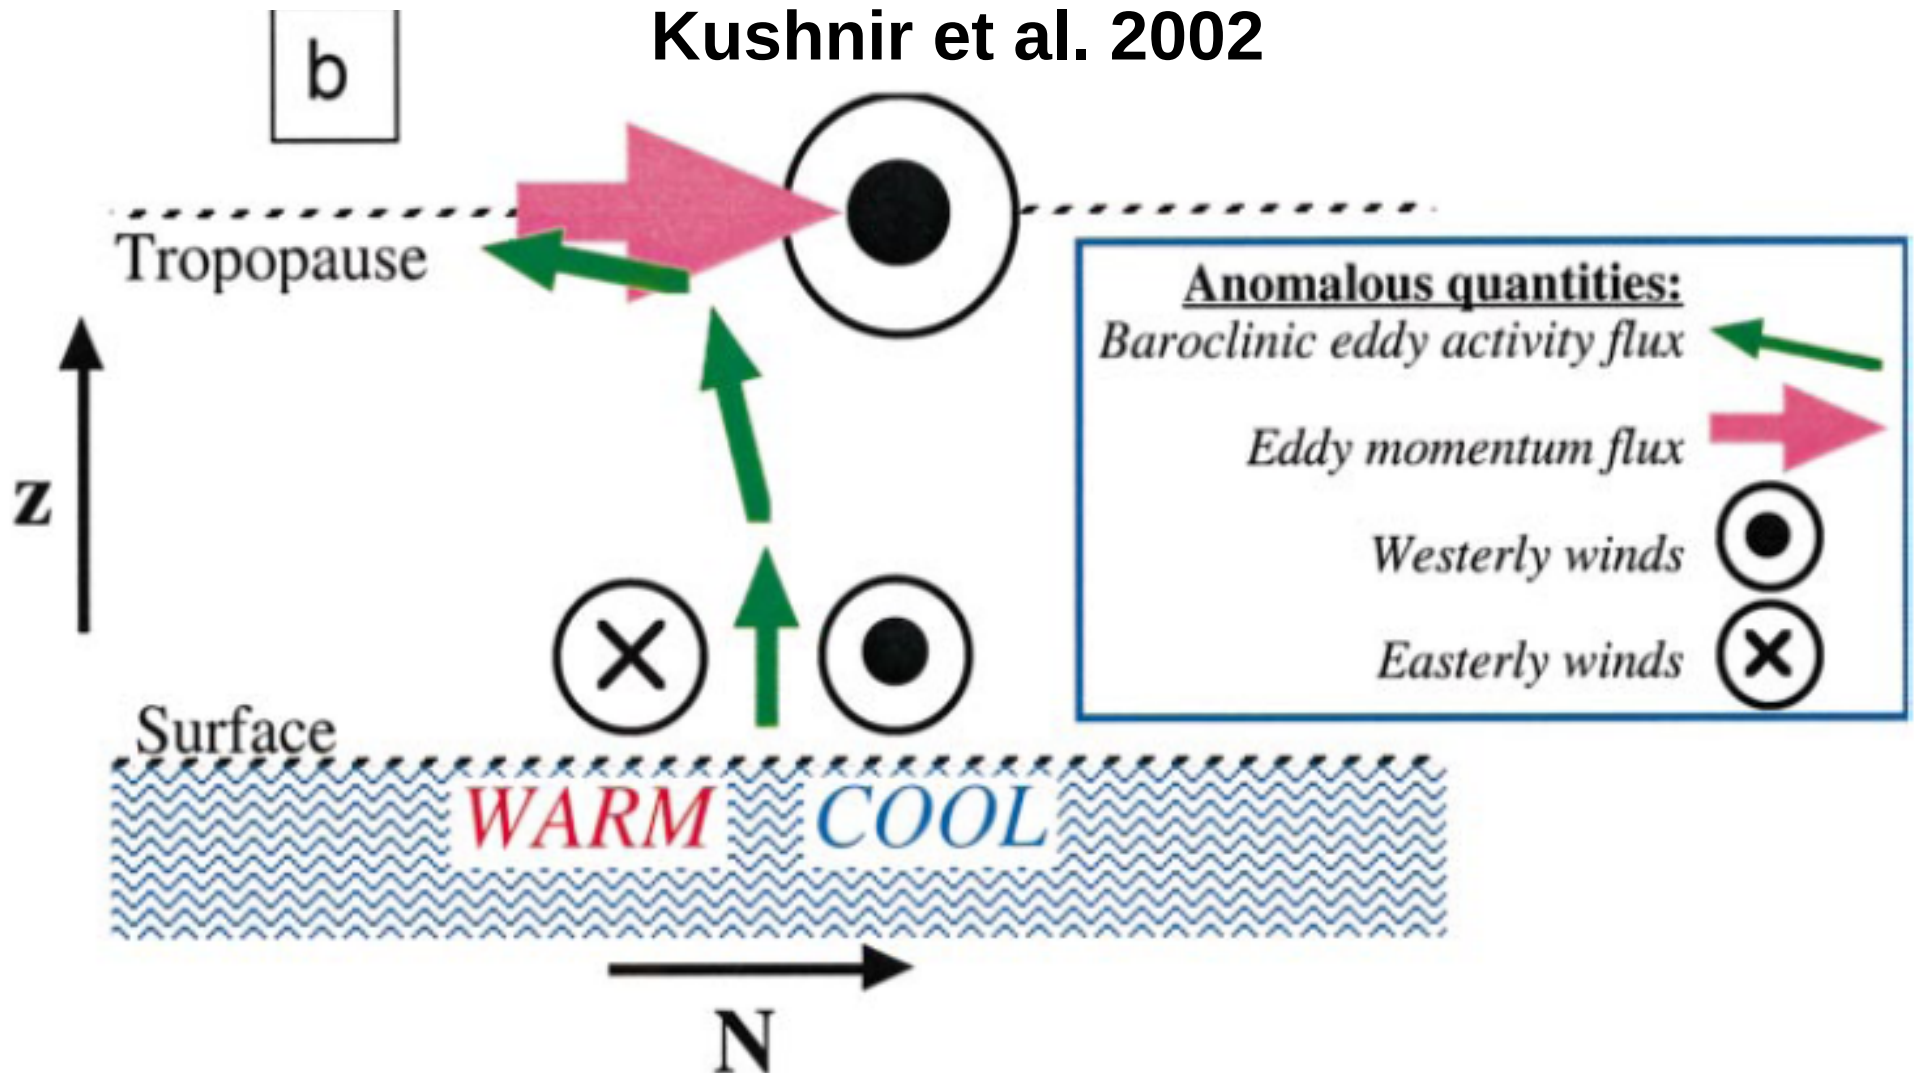 Kushnir et al. 2002
b
Tropopause
Anomalous quantities:
Baroclinic eddy activity flux
Eddy momentum flux
Westerly winds
Easterly winds
z
Surface
WARM COOL
N